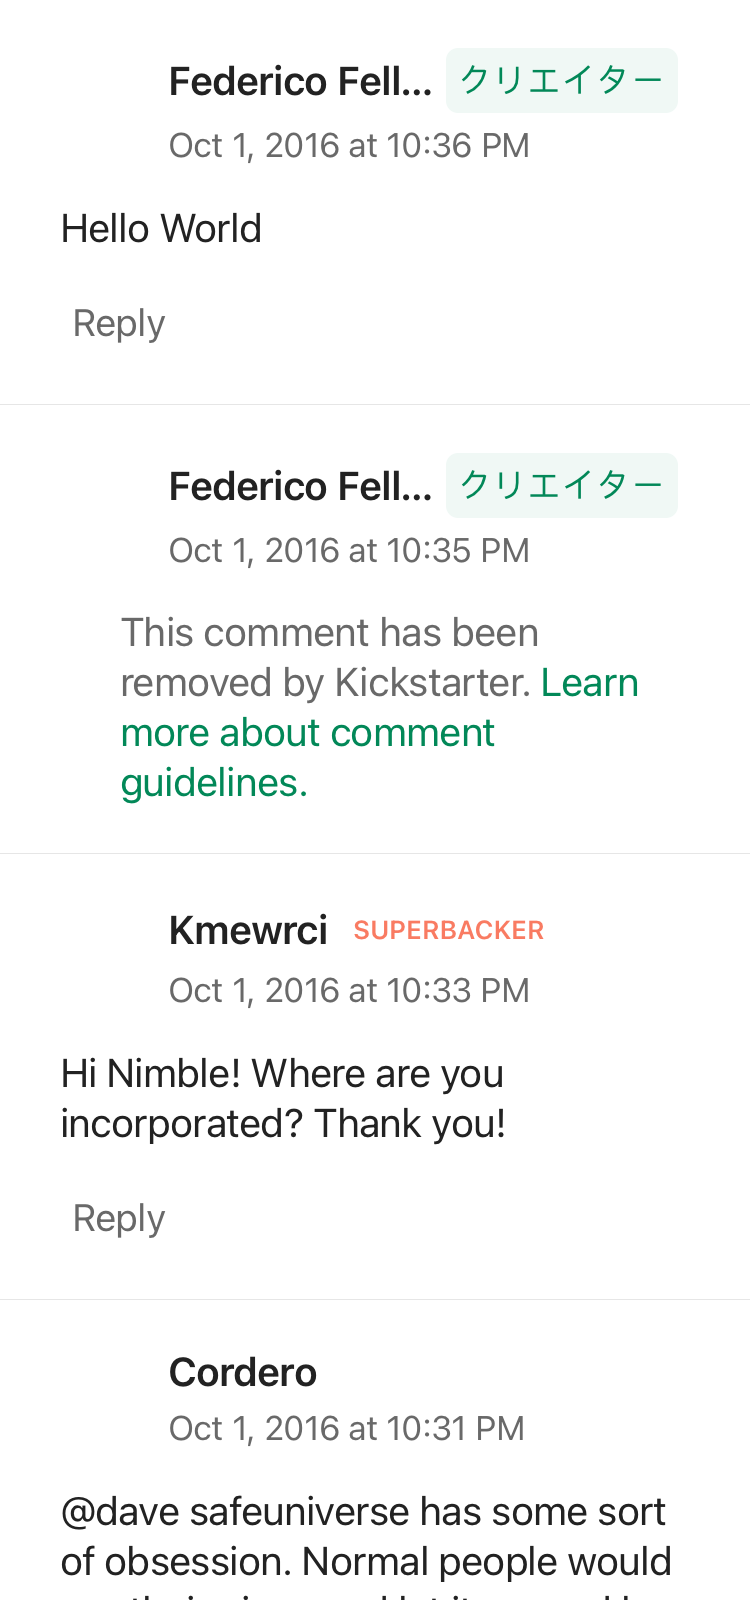 Federico Fell... クリエイター
Oct 1, 2016 at 10:36 PM
Hello World
Reply
Federico Fell... クリエイター
Oct 1, 2016 at 10:35 PM
This comment has been
removed by Kickstarter. Learn
more about comment
guidelines.
Kmewrci SUPERBACKER
Oct 1, 2016 at 10:33 PM
Hi Nimble! Where are you
incorporated? Thank you!
Reply
Cordero
Oct 1, 2016 at 10:31 PM
@dave safeuniverse has some sort
of obsession. Normal people would